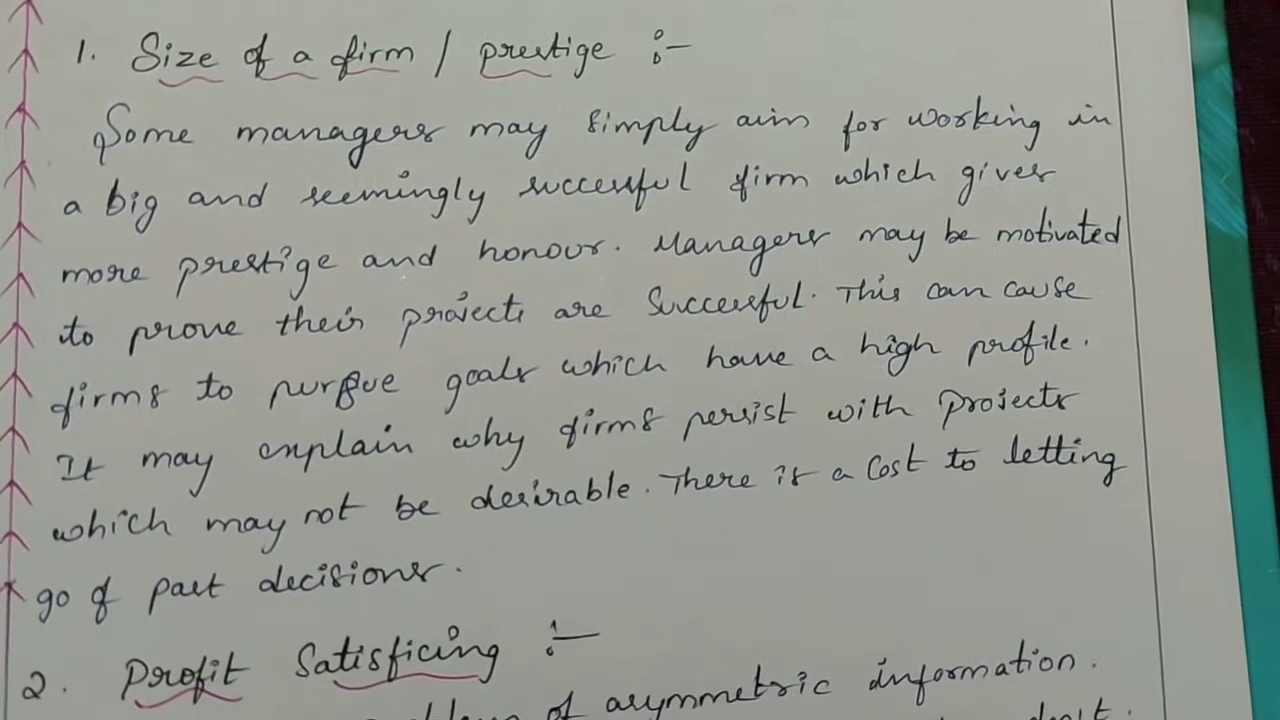 1. Size of a firm / prestige :-
Some managers may simply aim for working in
a big and seemingly successful firm which gives
more prestige and honour. Managers may be motivated
to prove their projects are successful. This can cause
firms to pursue goals which have a high profile.
It may explain why firms persist with projects
which may not be desirable. There is a cost to letting
go of past decisions.
2. Profit Satisficing :-
of asymmetric information.